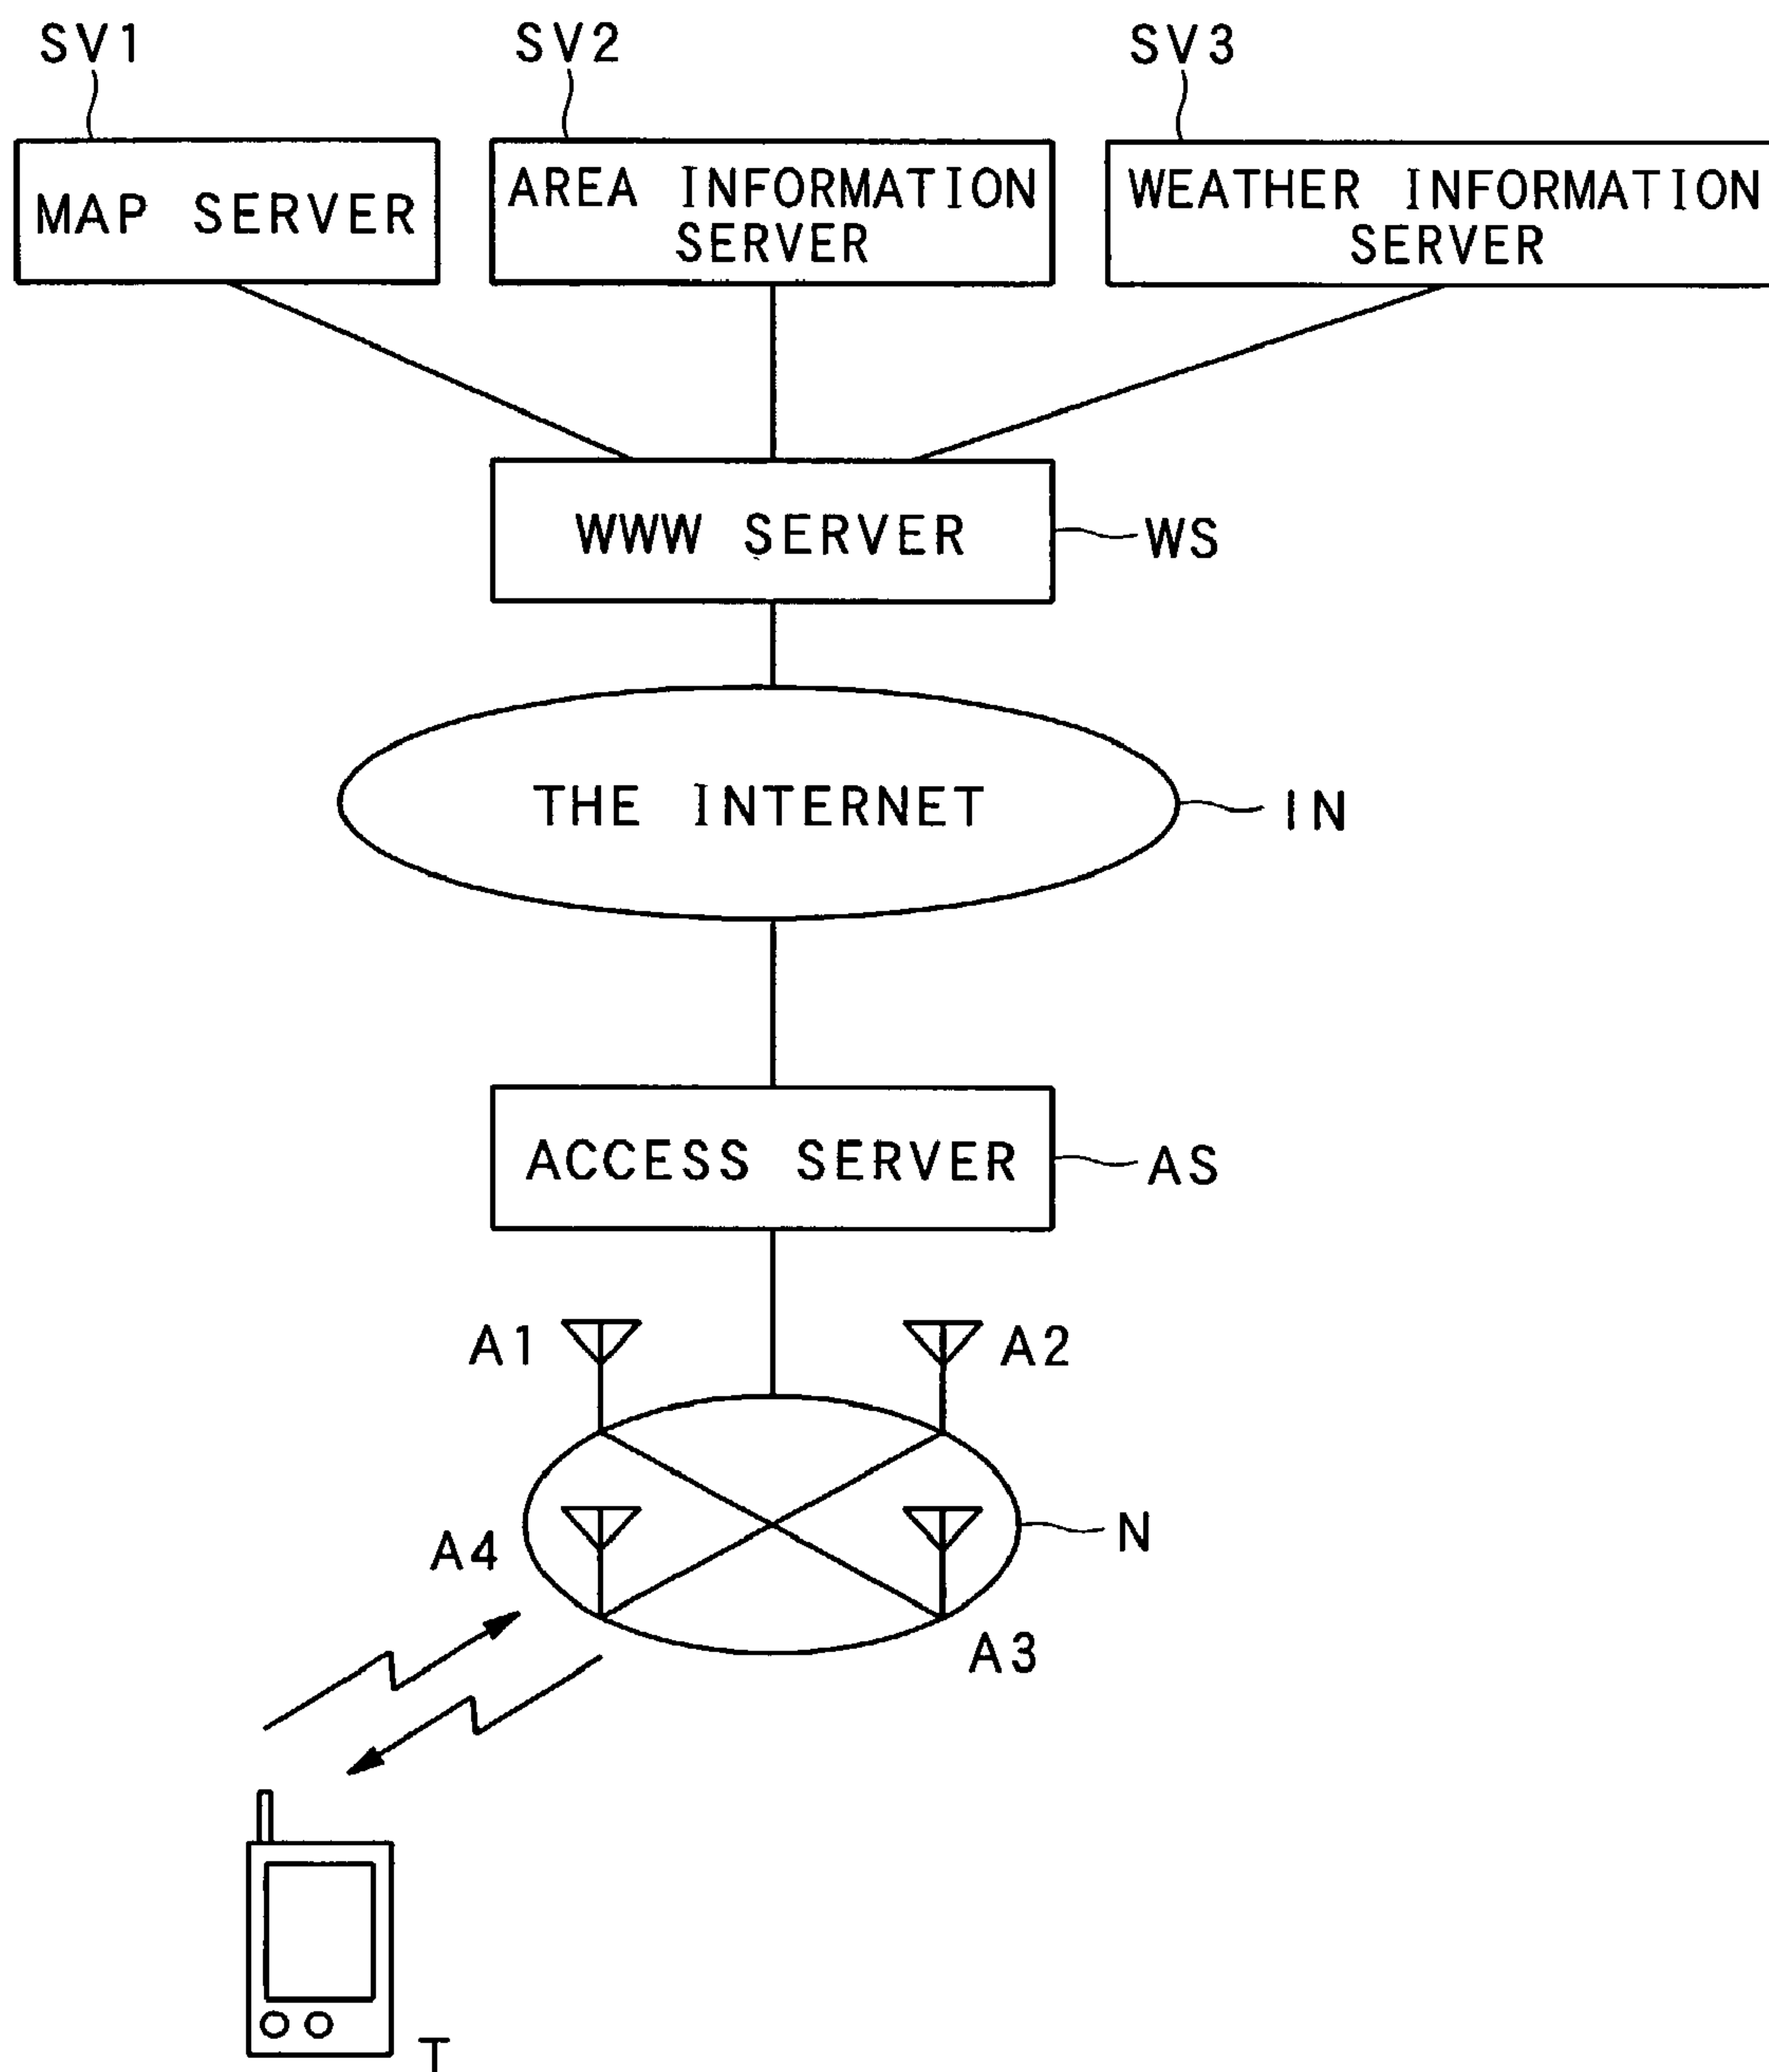 SV1
SV2
SV3
MAP SERVER
AREA INFORMATION
SERVER
WEATHER INFORMATION
SERVER
WWW SERVER
WS
THE INTERNET
IN
ACCESS SERVER
AS
A1
A2
A4
N
A3
T